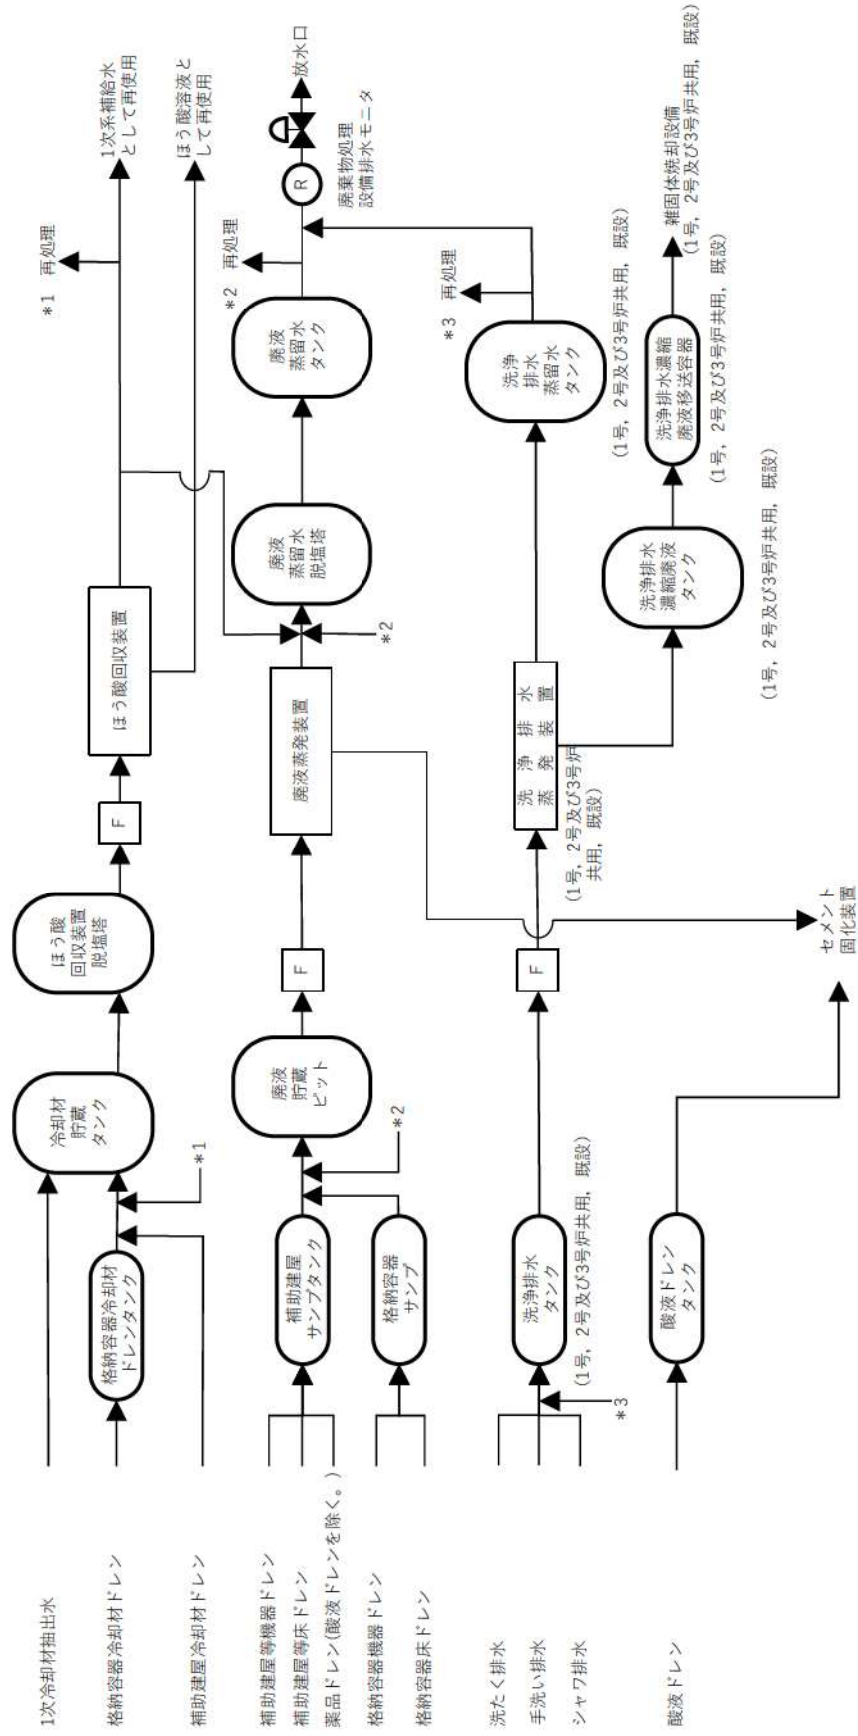 1次冷却材抽出水
格納容器冷却材ドレン
補助建屋冷却材ドレン
格納容器冷却材
ドレンタンク
*1
冷却材
貯蔵
タンク
ほう酸
回収装置
脱塩塔
F
ほう酸回収装置
*1 再処理
1次系補給水
として再使用
ほう酸溶液と
して再使用
補助建屋等機器ドレン
補助建屋等床ドレン
薬品ドレン(酸液ドレンを除く。)
格納容器機器ドレン
格納容器床ドレン
補助建屋
サンプタンク
格納容器
サンプ
*2
廃液
貯蔵
ピット
F
廃液蒸発装置
*2
廃液
蒸留水
脱塩塔
廃液
蒸留水
タンク
*2 再処理
R
廃棄物処理
設備排水モニタ
放水口
洗たく排水
手洗い排水
シャワ排水
*3
洗浄排水
タンク
(1号, 2号及び3号炉共用, 既設)
F
洗浄排水
蒸発装置
(1号, 2号及び3号炉
共用, 既設)
洗浄
排水
蒸留水
タンク
(1号, 2号及び3号炉共用, 既設)
*3 再処理
洗浄排水
濃縮廃液
タンク
(1号, 2号及び3号炉共用, 既設)
洗浄排水濃縮
廃液移送容器
(1号, 2号及び3号炉共用, 既設)
雑固体焼却設備
(1号, 2号及び3号炉共用, 既設)
酸液ドレン
酸液ドレン
タンク
セメント
固化装置